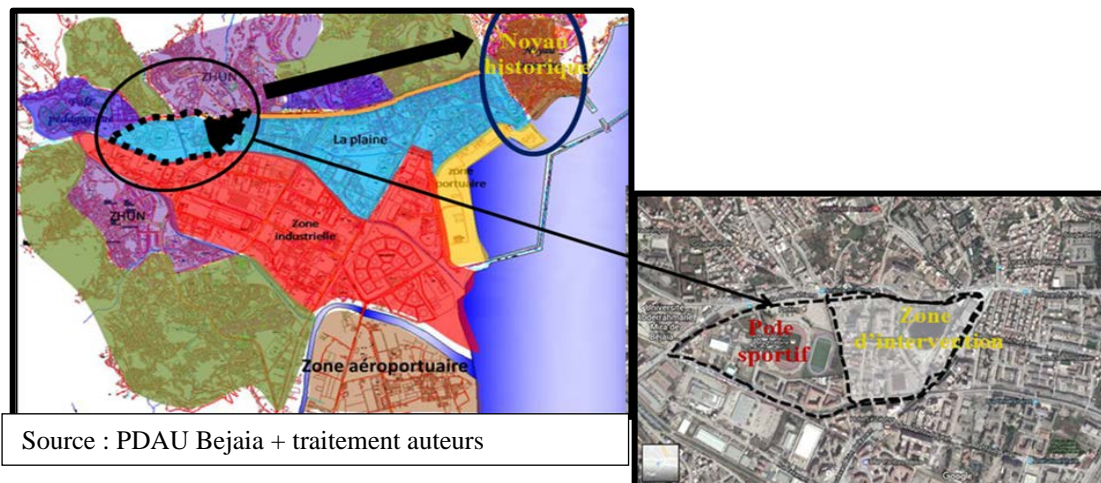 Noyau
historique
ZHUN
La plaine
zone
portuaire
ZHUN
Zone
industrielle
Zone aéroportuaire
Source : PDAU Bejaia + traitement auteurs
Pole
sportif
Zone
d'intervention
Google